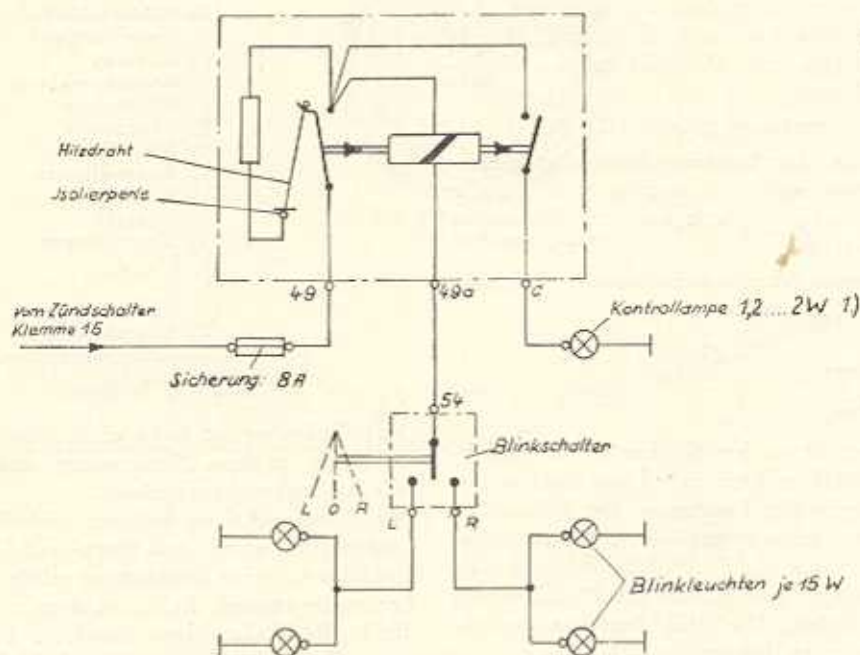 Hitzdraht
Isolierperle
49
49a
C
vom Zündschalter
Klemme 15
Kontrollampe 1,2....2W 1.)
Sicherung: 8A
54
Blinkschalter
L O R
L
R
Blinkleuchten je 15 W